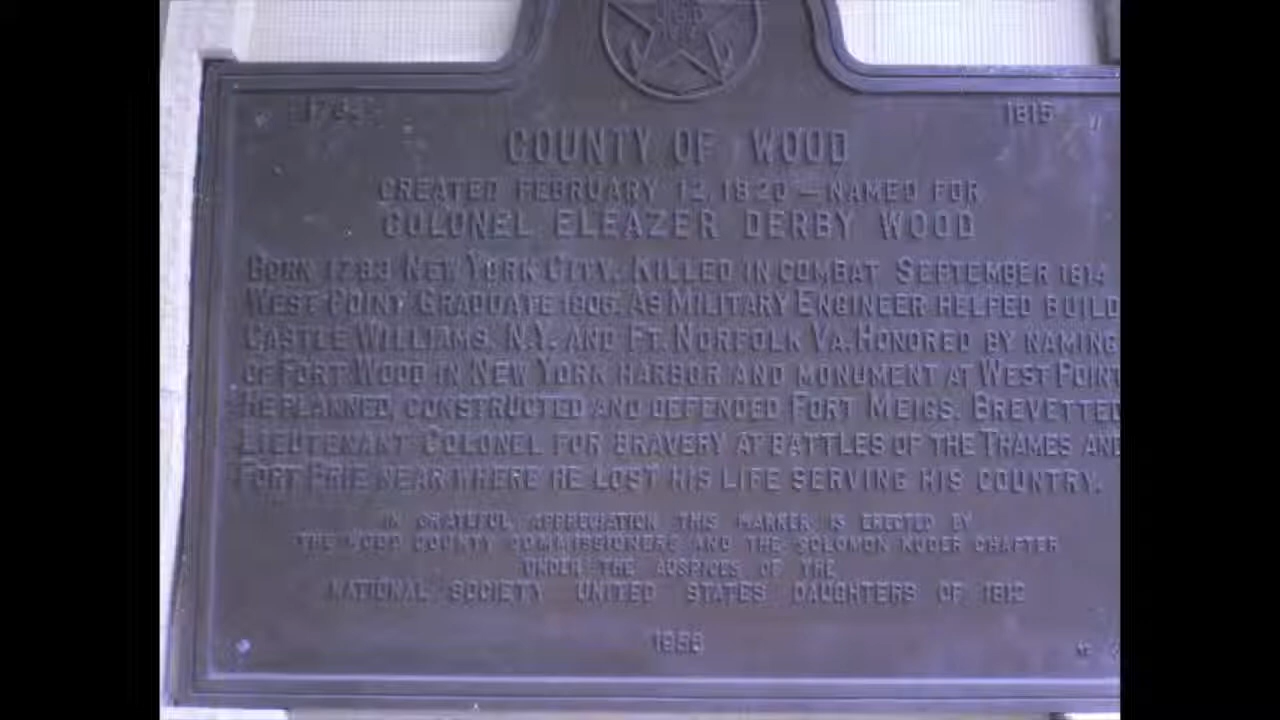 1815
COUNTY OF WOOD
CREATED FEBRUARY 12, 1820 — NAMED FOR
COLONEL ELEAZER DERBY WOOD
BORN 1783 NEW YORK CITY. KILLED IN COMBAT SEPTEMBER 1814
WEST POINT GRADUATE 1806. AS MILITARY ENGINEER HELPED BUILD
CASTLE WILLIAMS, N.Y. AND FT. NORFOLK VA. HONORED BY NAMING
OF FORT WOOD IN NEW YORK HARBOR AND MONUMENT AT WEST POINT
HE PLANNED, CONSTRUCTED AND DEFENDED FORT MEIGS. BREVETTED
LIEUTENANT COLONEL FOR BRAVERY AT BATTLES OF THE THAMES AND
FORT ERIE NEAR WHERE HE LOST HIS LIFE SERVING HIS COUNTRY.
IN GRATEFUL APPRECIATION THIS MARKER IS ERECTED BY
THE WOOD COUNTY COMMISSIONERS AND THE SOLOMON KUDER CHAPTER
UNDER THE AUSPICES OF THE
NATIONAL SOCIETY UNITED STATES DAUGHTERS OF 1812